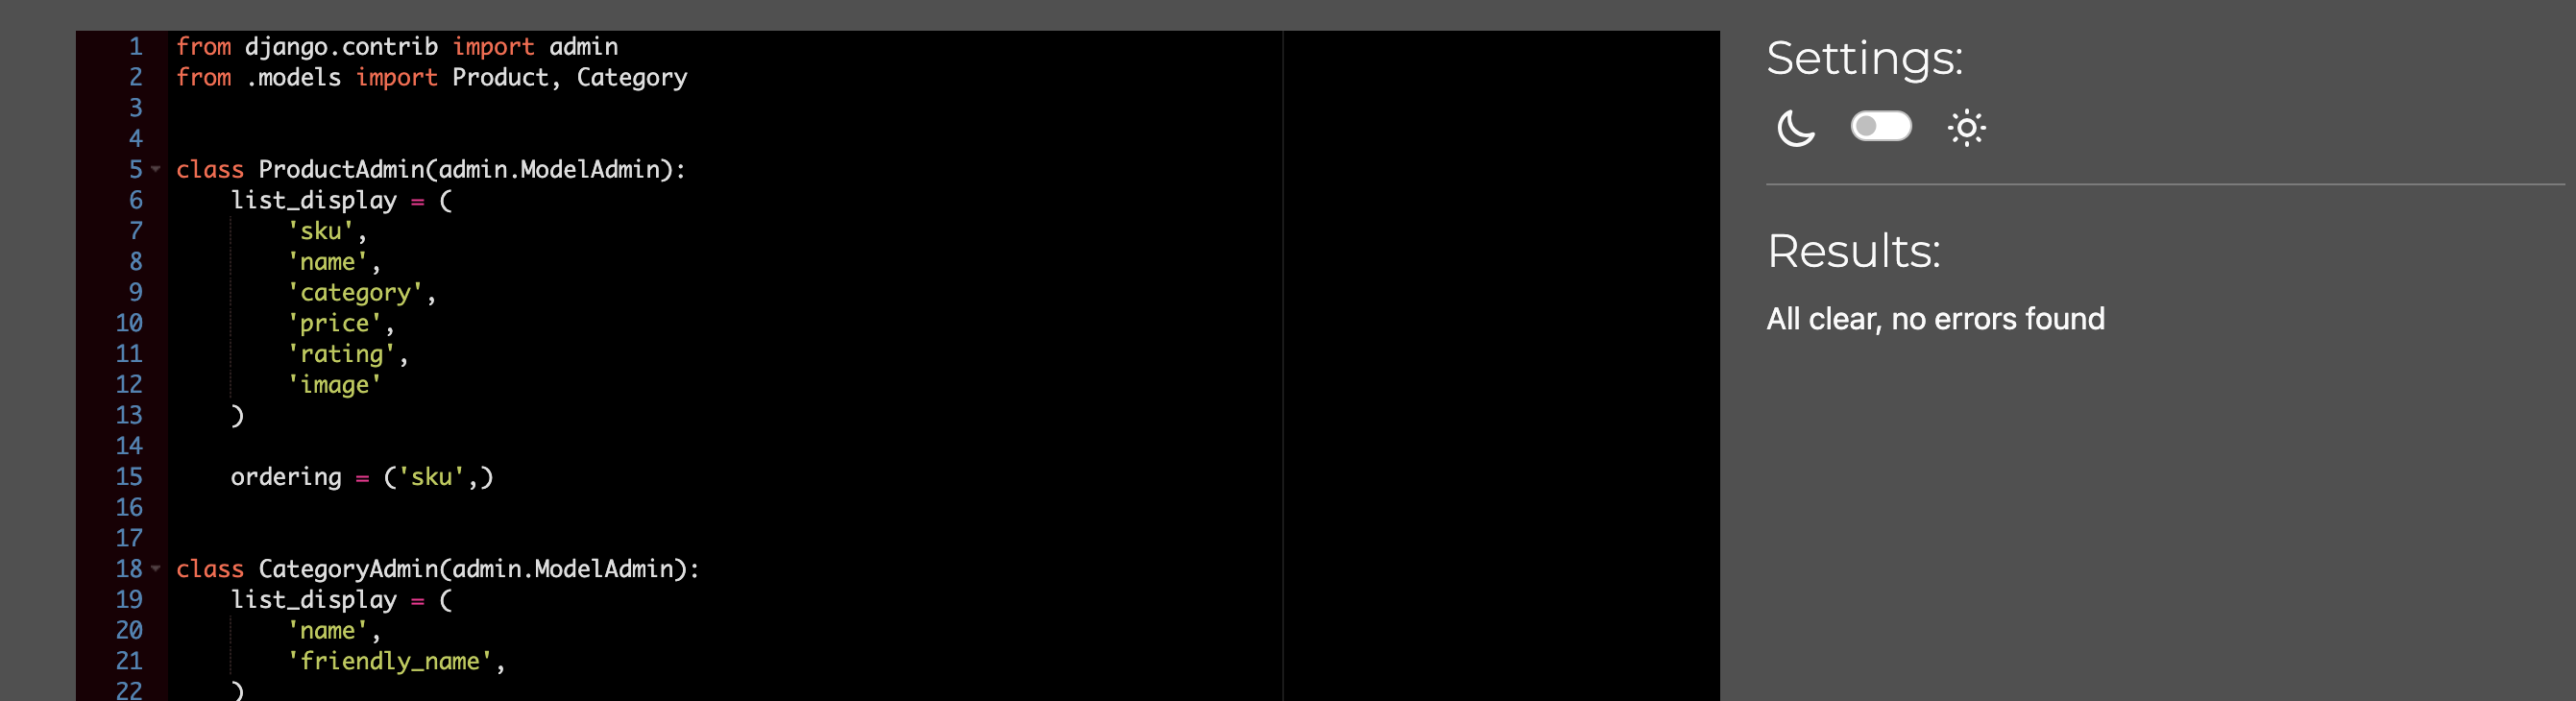 1 from django.contrib import admin
2 from .models import Product, Category
3
4
5 class ProductAdmin(admin.ModelAdmin):
6     list_display = (
7         'sku',
8         'name',
9         'category',
10         'price',
11         'rating',
12         'image'
13     )
14
15     ordering = ('sku',)
16
17
18 class CategoryAdmin(admin.ModelAdmin):
19     list_display = (
20         'name',
21         'friendly_name',
22     )
Settings:
Results:
All clear, no errors found